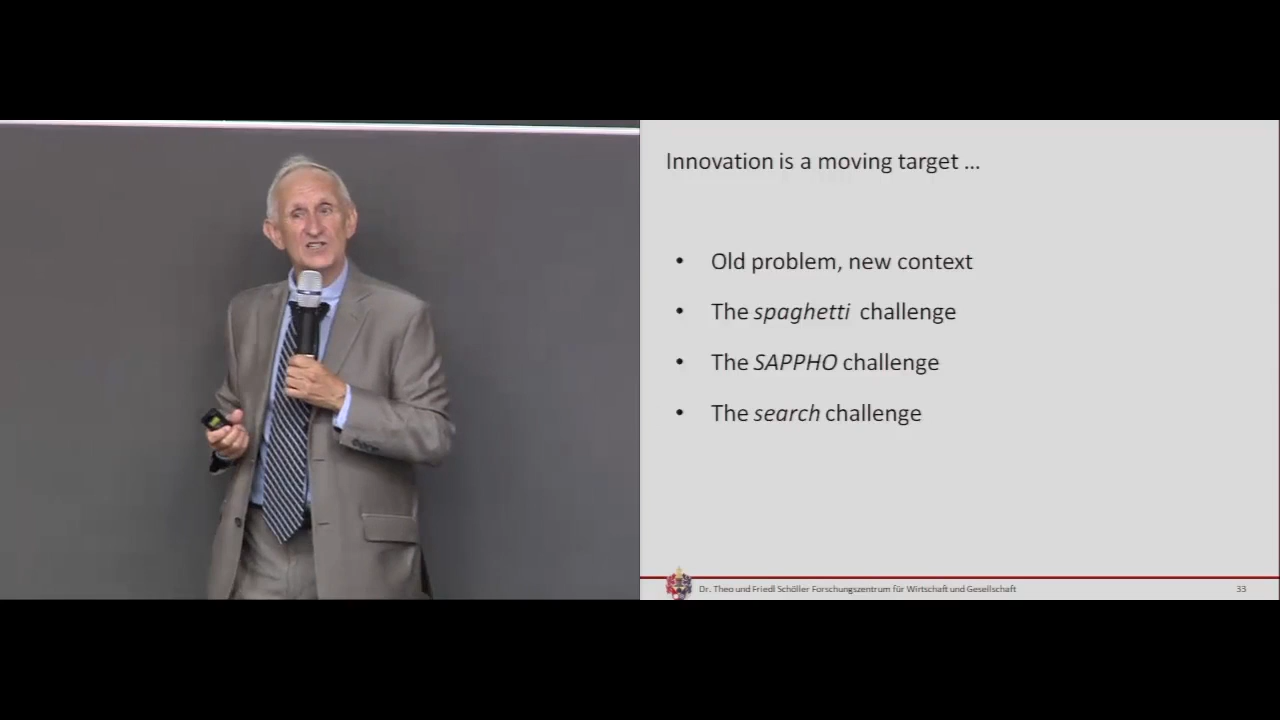 Innovation is a moving target ...
• Old problem, new context
• The spaghetti challenge
• The SAPPHO challenge
• The search challenge
Dr. Theo und Friedl Schöller Forschungszentrum für Wirtschaft und Gesellschaft 33